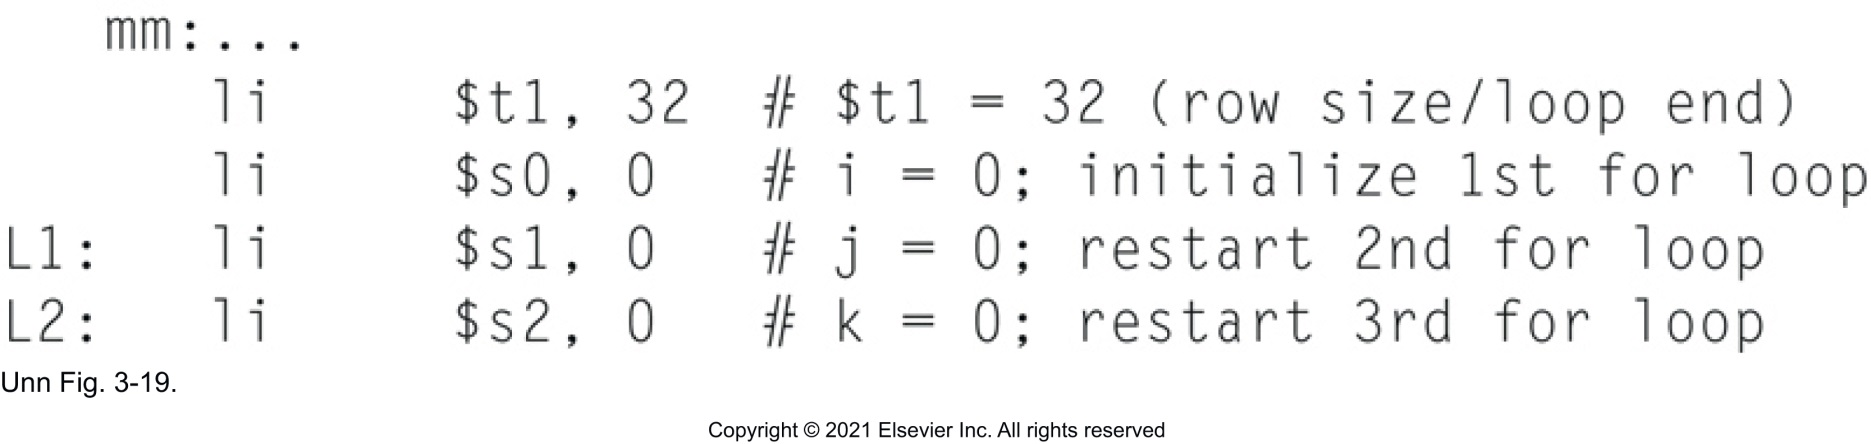 mm:...
li $t1, 32 # $t1 = 32 (row size/loop end)
li $s0, 0 # i = 0; initialize 1st for loop
L1: li $s1, 0 # j = 0; restart 2nd for loop
L2: li $s2, 0 # k = 0; restart 3rd for loop
Unn Fig. 3-19.
Copyright © 2021 Elsevier Inc. All rights reserved